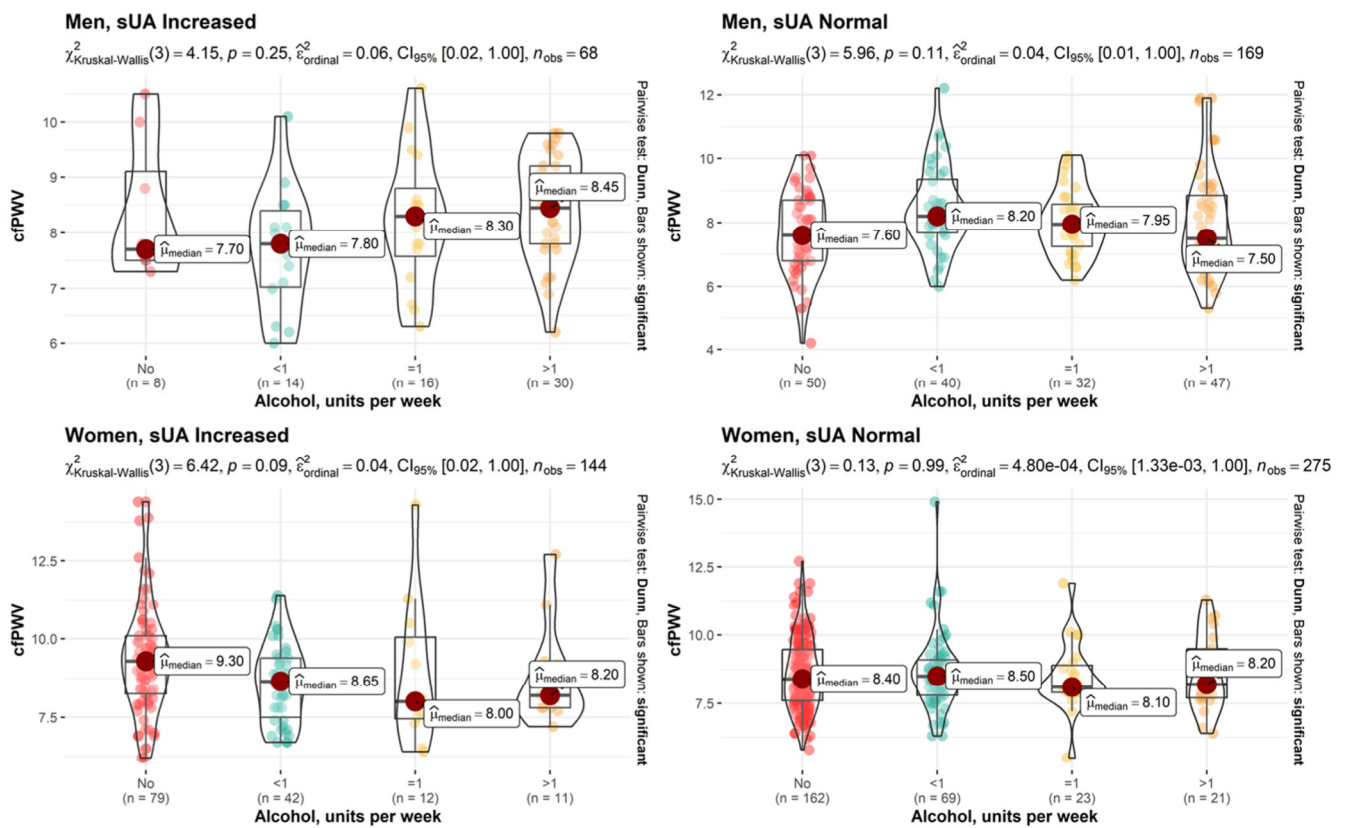 Men, sUA Increased
χ²Kruskal-Wallis(3) = 4.15, p = 0.25, ε̂²ordinal = 0.06, CI95% [0.02, 1.00], nobs = 68
cfPWV
10
9
8
7
6
μ̂median = 7.70
μ̂median = 7.80
μ̂median = 8.30
μ̂median = 8.45
Pairwise test: Dunn, Bars shown: significant
No
(n = 8)
<1
(n = 14)
=1
(n = 16)
>1
(n = 30)
Alcohol, units per week
Men, sUA Normal
χ²Kruskal-Wallis(3) = 5.96, p = 0.11, ε̂²ordinal = 0.04, CI95% [0.01, 1.00], nobs = 169
cfPWV
12
10
8
6
4
μ̂median = 7.60
μ̂median = 8.20
μ̂median = 7.95
μ̂median = 7.50
Pairwise test: Dunn, Bars shown: significant
No
(n = 50)
<1
(n = 40)
=1
(n = 32)
>1
(n = 47)
Alcohol, units per week
Women, sUA Increased
χ²Kruskal-Wallis(3) = 6.42, p = 0.09, ε̂²ordinal = 0.04, CI95% [0.02, 1.00], nobs = 144
cfPWV
12.5
10.0
7.5
μ̂median = 9.30
μ̂median = 8.65
μ̂median = 8.00
μ̂median = 8.20
Pairwise test: Dunn, Bars shown: significant
No
(n = 79)
<1
(n = 42)
=1
(n = 12)
>1
(n = 11)
Alcohol, units per week
Women, sUA Normal
χ²Kruskal-Wallis(3) = 0.13, p = 0.99, ε̂²ordinal = 4.80e-04, CI95% [1.33e-03, 1.00], nobs = 275
cfPWV
15.0
12.5
10.0
7.5
μ̂median = 8.40
μ̂median = 8.50
μ̂median = 8.10
μ̂median = 8.20
Pairwise test: Dunn, Bars shown: significant
No
(n = 162)
<1
(n = 69)
=1
(n = 23)
>1
(n = 21)
Alcohol, units per week